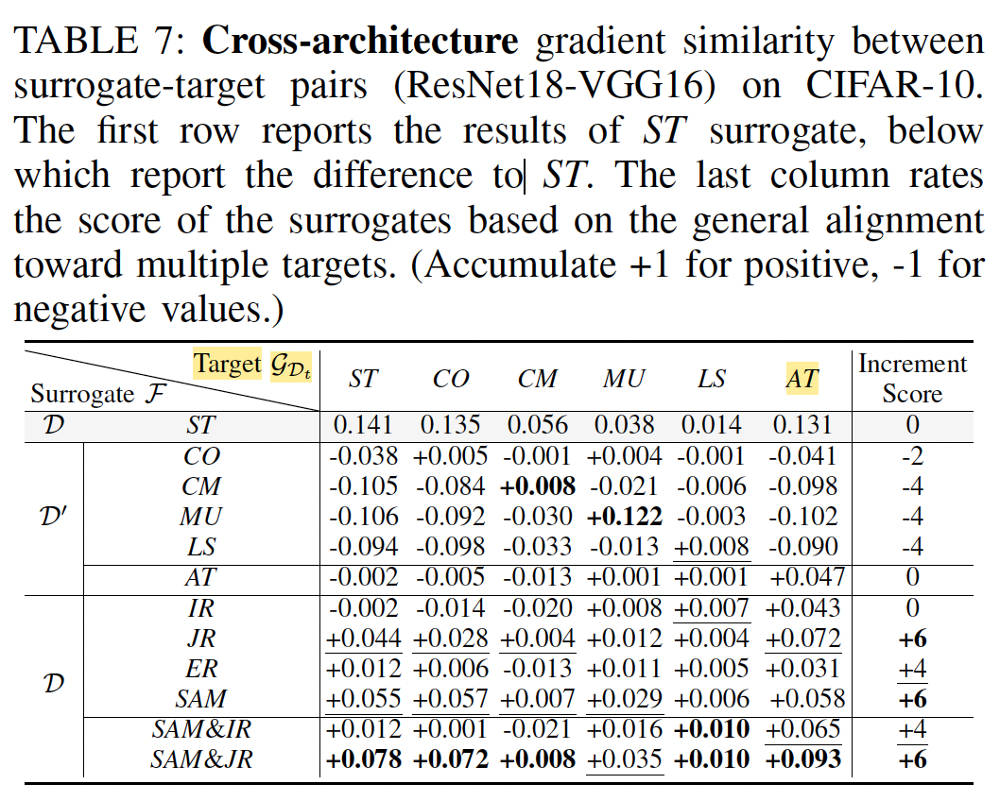 TABLE 7: Cross-architecture gradient similarity between
surrogate-target pairs (ResNet18-VGG16) on CIFAR-10.
The first row reports the results of ST surrogate, below
which report the difference to ST. The last column rates
the score of the surrogates based on the general alignment
toward multiple targets. (Accumulate +1 for positive, -1 for
negative values.)
Target 𝒢_{𝒟_t} ST CO CM MU LS AT Increment Score
Surrogate ℱ
𝒟 ST 0.141 0.135 0.056 0.038 0.014 0.131 0
CO -0.038 +0.005 -0.001 +0.004 -0.001 -0.041 -2
CM -0.105 -0.084 +0.008 -0.021 -0.006 -0.098 -4
𝒟′ MU -0.106 -0.092 -0.030 +0.122 -0.003 -0.102 -4
LS -0.094 -0.098 -0.033 -0.013 +0.008 -0.090 -4
AT -0.002 -0.005 -0.013 +0.001 +0.001 +0.047 0
IR -0.002 -0.014 -0.020 +0.008 +0.007 +0.043 0
JR +0.044 +0.028 +0.004 +0.012 +0.004 +0.072 +6
𝒟 ER +0.012 +0.006 -0.013 +0.011 +0.005 +0.031 +4
SAM +0.055 +0.057 +0.007 +0.029 +0.006 +0.058 +6
SAM&IR +0.012 +0.001 -0.021 +0.016 +0.010 +0.065 +4
SAM&JR +0.078 +0.072 +0.008 +0.035 +0.010 +0.093 +6